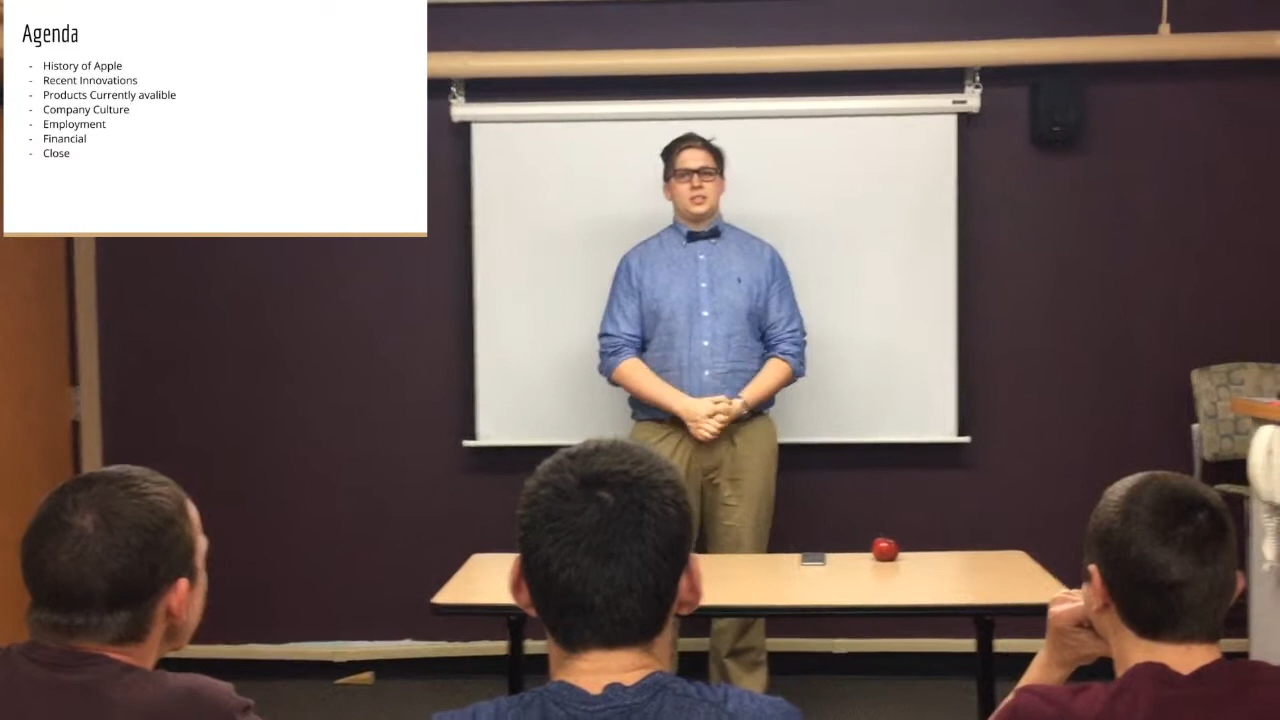 Agenda
- History of Apple
- Recent Innovations
- Products Currently avalible
- Company Culture
- Employment
- Financial
- Close